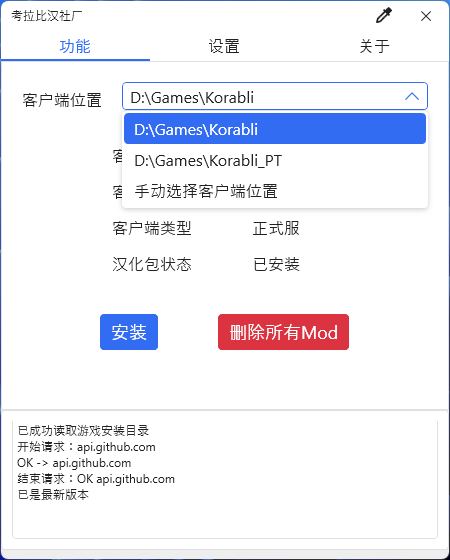 考拉比汉社厂
功能 设置 关于
客户端位置 D:\Games\Korabli
D:\Games\Korabli
D:\Games\Korabli_PT
手动选择客户端位置
客户端类型 正式服
汉化包状态 已安装
安装 删除所有Mod
已成功读取游戏安装目录
开始请求：api.github.com
OK -> api.github.com
结束请求：OK api.github.com
已是最新版本